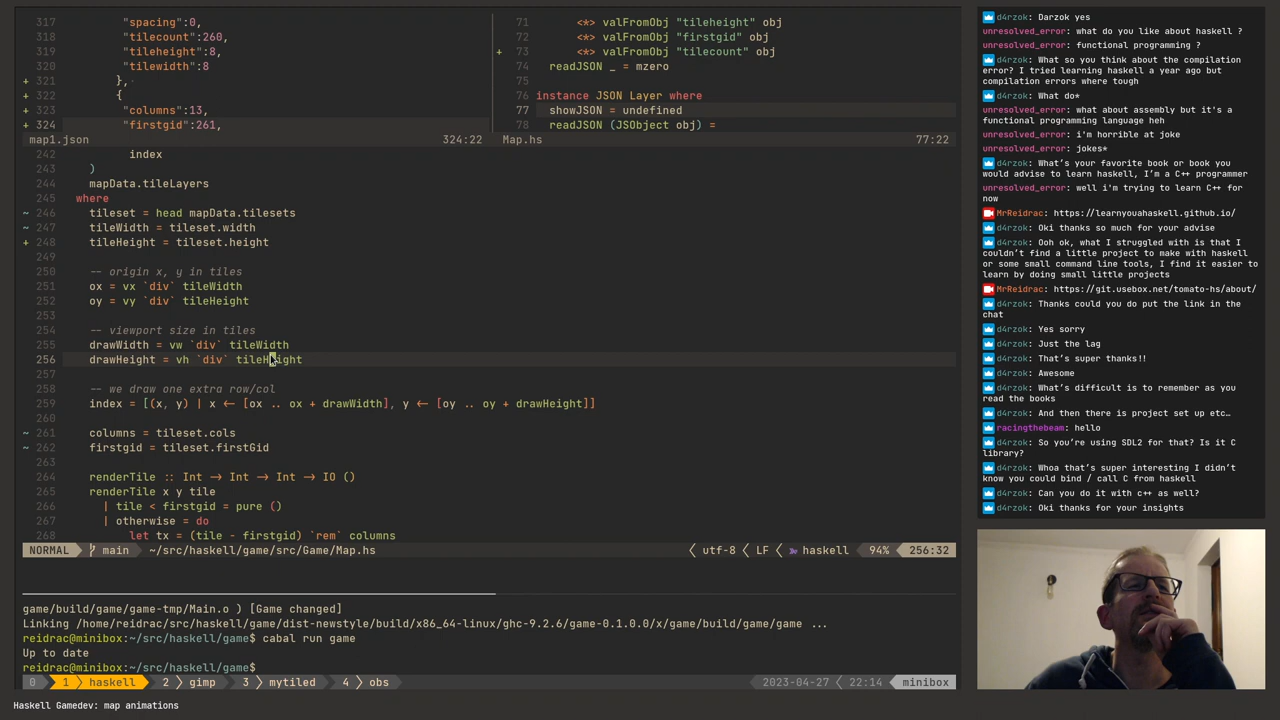 317 "spacing":0,
318 "tilecount":260,
319 "tileheight":8,
320 "tilewidth":8
+ 321 },
+ 322 {
+ 323 "columns":13,
+ 324 "firstgid":261,
map1.json 324:22
71 <*> valFromObj "tileheight" obj
72 <*> valFromObj "firstgid" obj
+ 73 <*> valFromObj "tilecount" obj
74 readJSON _ = mzero
75
76 instance JSON Layer where
77 showJSON = undefined
78 readJSON (JSObject obj) =
Map.hs 77:22
242 index
243 )
244 mapData.tileLayers
245 where
~ 246 tileset = head mapData.tilesets
~ 247 tileWidth = tileset.width
+ 248 tileHeight = tileset.height
249
250 -- origin x, y in tiles
251 ox = vx `div` tileWidth
252 oy = vy `div` tileHeight
253
254 -- viewport size in tiles
255 drawWidth = vw `div` tileWidth
256 drawHeight = vh `div` tileHeight
257
258 -- we draw one extra row/col
259 index = [(x, y) | x <- [ox .. ox + drawWidth], y <- [oy .. oy + drawHeight]]
260
~ 261 columns = tileset.cols
~ 262 firstgid = tileset.firstGid
263
264 renderTile :: Int -> Int -> Int -> IO ()
265 renderTile x y tile
266 | tile < firstgid = pure ()
267 | otherwise = do
268 let tx = (tile - firstgid) `rem` columns
NORMAL main ~/src/haskell/game/src/Game/Map.hs utf-8 LF haskell 94% 256:32
game/build/game/game-tmp/Main.o ) [Game changed]
Linking /home/reidrac/src/haskell/game/dist-newstyle/build/x86_64-linux/ghc-9.2.6/game-0.1.0.0/x/game/build/game/game ...
reidrac@minibox:~/src/haskell/game$ cabal run game
Up to date
reidrac@minibox:~/src/haskell/game$
0 1 haskell 2 gimp 3 mytiled 4 obs 2023-04-27 22:14 minibox
Haskell Gamedev: map animations
d4rzok: Darzok yes
unresolved_error: what do you like about haskell ?
unresolved_error: functional programming ?
d4rzok: What so you think about the compilation
error? I tried learning haskell a year ago but
compilation errors where tough
d4rzok: What do*
unresolved_error: what about assembly but it's a
functional programming language heh
unresolved_error: i'm horrible at joke
unresolved_error: jokes*
d4rzok: What's your favorite book or book you
would advise to learn haskell, I'm a C++ programmer
unresolved_error: well i'm trying to learn C++ for
now
MrReidrac: https://learnyouahaskell.github.io/
d4rzok: Oki thanks so much for your advise
d4rzok: Ooh ok, what I struggled with is that I
couldn't find a little project to make with haskell
or some small command line tools, I find it easier to
learn by doing small little projects
MrReidrac: https://git.usebox.net/tomato-hs/about/
d4rzok: Thanks could you do put the link in the
chat
d4rzok: Yes sorry
d4rzok: Just the lag
d4rzok: That's super thanks!!
d4rzok: Awesome
d4rzok: What's difficult is to remember as you
read the books
d4rzok: And then there is project set up etc…
racingthebeam: hello
d4rzok: So you're using SDL2 for that? Is it C
library?
d4rzok: Whoa that's super interesting I didn't
know you could bind / call C from haskell
d4rzok: Can you do it with c++ as well?
d4rzok: Oki thanks for your insights